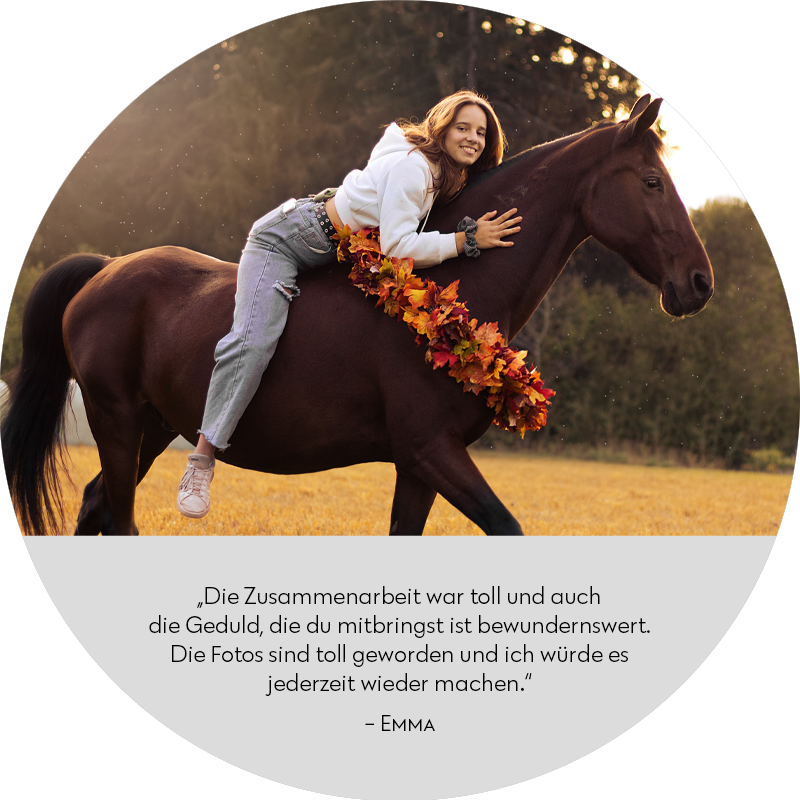 „Die Zusammenarbeit war toll und auch
die Geduld, die du mitbringst ist bewundernswert.
Die Fotos sind toll geworden und ich würde es
jederzeit wieder machen.“
– Emma